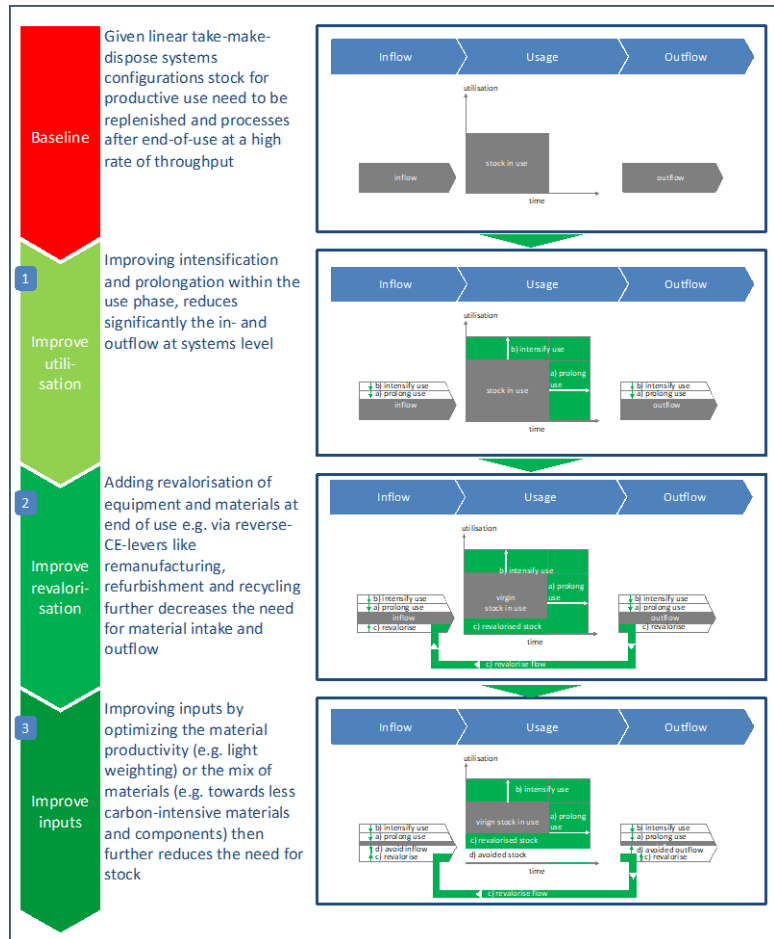 Baseline
Given linear take-make-
dispose systems
configurations stock for
productive use need to be
replenished and processes
after end-of-use at a high
rate of throughput
Inflow
Usage
Outflow
utilisation
inflow
stock in use
outflow
time
1
Improve
utili-
sation
Improving intensification
and prolongation within the
use phase, reduces
significantly the in- and
outflow at systems level
Inflow
Usage
Outflow
utilisation
b) intensify use
a) prolong
use
b) intensify use
a) prolong use
inflow
stock in use
b) intensify use
a) prolong use
outflow
time
2
Improve
revalori-
sation
Adding revalorisation of
equipment and materials at
end of use e.g. via reverse-
CE-levers like
remanufacturing,
refurbishment and recycling
further decreases the need
for material intake and
outflow
Inflow
Usage
Outflow
utilisation
b) intensify use
a) prolong
use
virgin
stock in use
b) intensify use
a) prolong use
inflow
c) revalorise
c) revalorised stock
b) intensify use
a) prolong use
outflow
c) revalorise
time
c) revalorise flow
3
Improve
inputs
Improving inputs by
optimizing the material
productivity (e.g. light
weighting) or the mix of
materials (e.g. towards less
carbon-intensive materials
and components) then
further reduces the need for
stock
Inflow
Usage
Outflow
utilisation
b) intensify use
a) prolong
use
virign stock in use
b) intensify use
a) prolong use
d) avoid inflow
c) revalorise
c) revalorised stock
d) avoided stock
b) intensify use
a) prolong use
d) avoided outflow
c) revalorise
time
c) revalorise flow